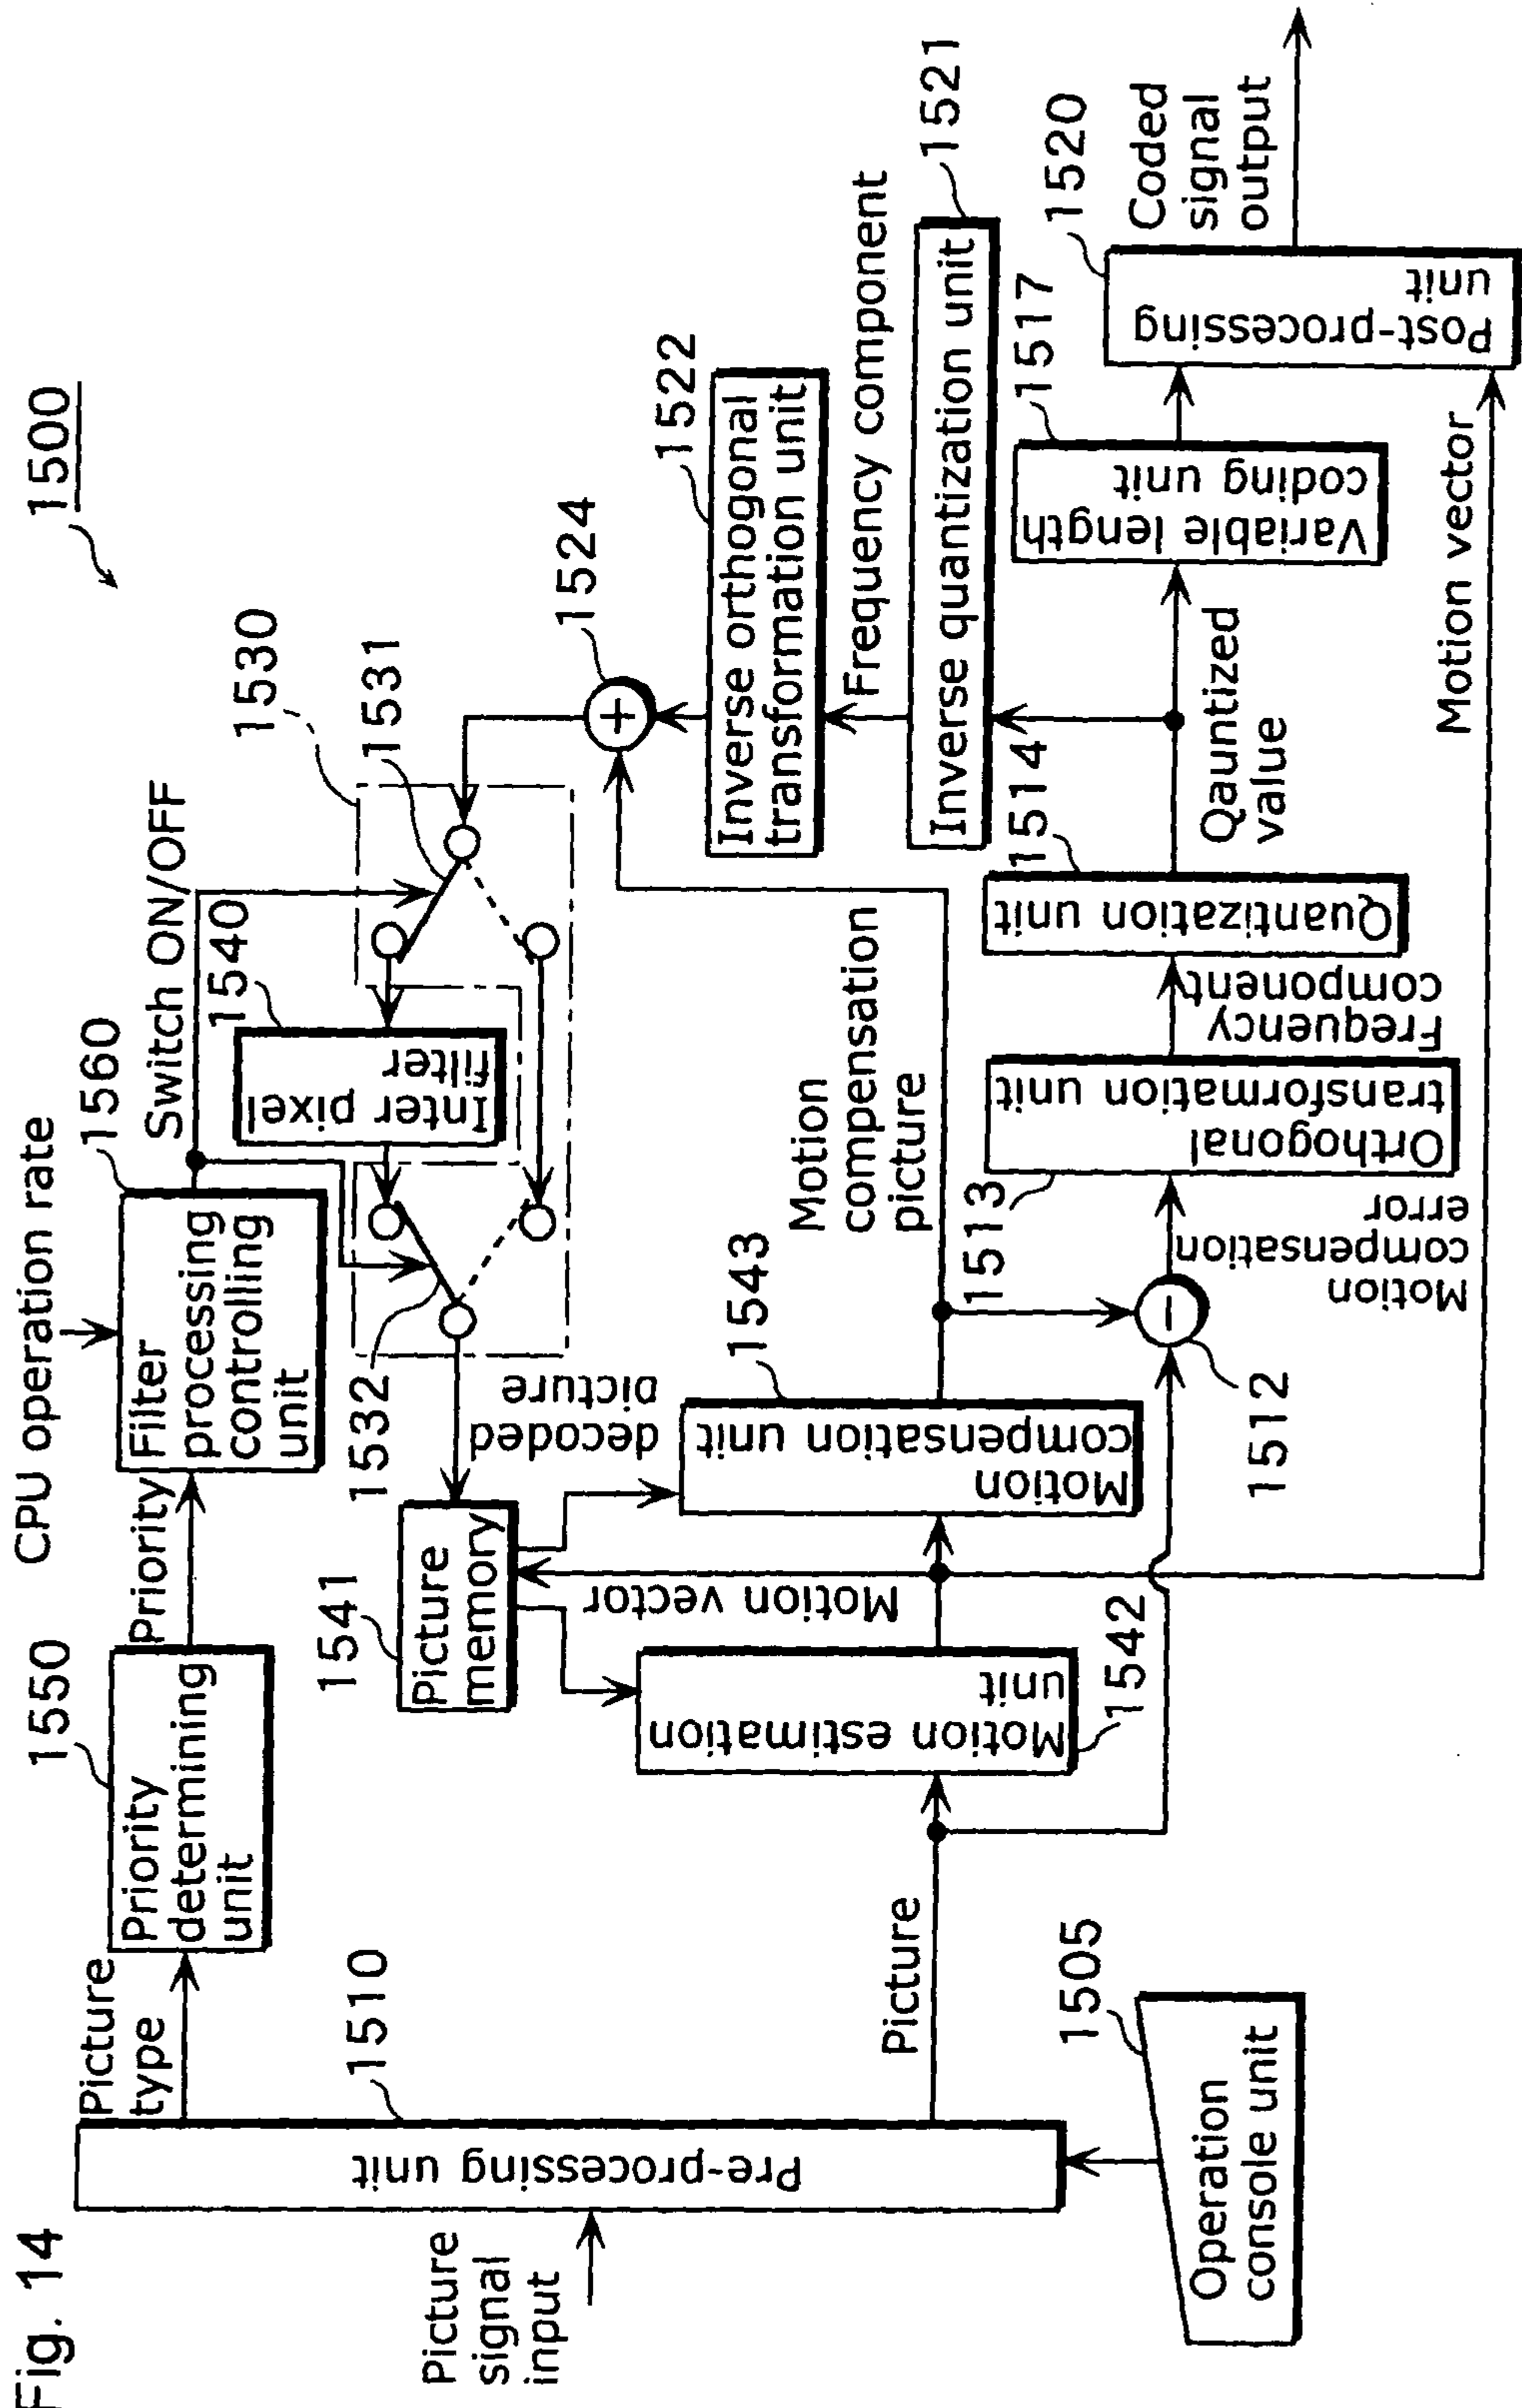 Fig. 14
1500
CPU operation rate
1550
1560
Picture
type
Priority
determining
unit
Priority
Filter
processing
controlling
unit
Switch ON/OFF
1530
1540
1531
Inter pixel
filter
1532
1541
Picture
memory
decoded
picture
1524
1522
Inverse orthogonal
transformation unit
Frequency component
1521
Inverse quantization unit
1510
Pre-processing unit
Picture
signal
input
Picture
Motion estimation
unit
1542
Motion vector
1543
Motion
compensation unit
Motion
compensation
picture
1512
Motion
compensation
error
1513
Orthogonal
transformation unit
Frequency
component
1514
Quantization unit
Qauntized
value
1517
Variable length
coding unit
1520
Post-processing
unit
Coded
signal
output
Motion vector
1505
Operation
console unit